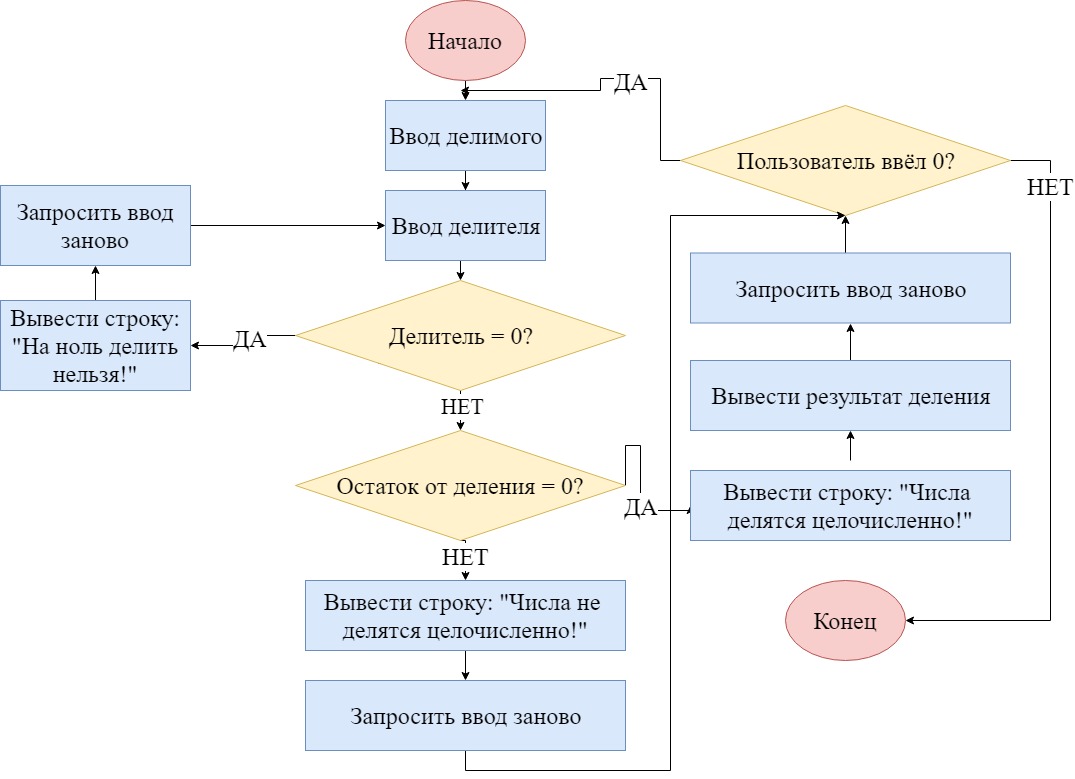 Начало
ДА
Ввод делимого
Пользователь ввёл 0?
НЕТ
Запросить ввод
заново
Ввод делителя
Запросить ввод заново
Вывести строку:
"На ноль делить
нельзя!"
ДА
Делитель = 0?
НЕТ
Вывести результат деления
Остаток от деления = 0?
ДА
Вывести строку: "Числа
делятся целочисленно!"
НЕТ
Вывести строку: "Числа не
делятся целочисленно!"
Конец
Запросить ввод заново